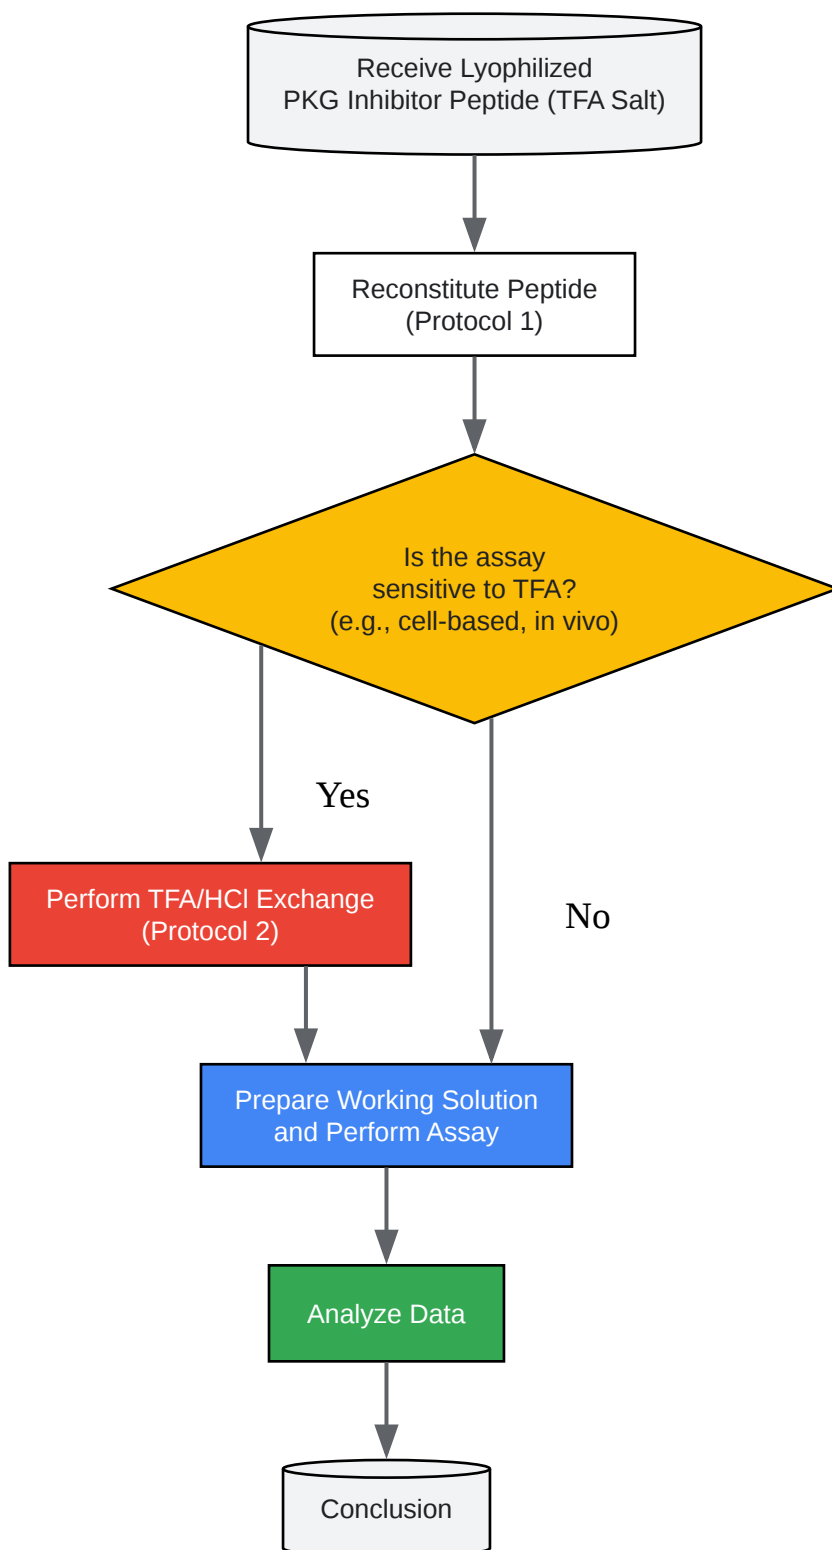 Receive Lyophilized
PKG Inhibitor Peptide (TFA Salt)
Reconstitute Peptide
(Protocol 1)
Is the assay
sensitive to TFA?
(e.g., cell-based, in vivo)
Yes
Perform TFA/HCl Exchange
(Protocol 2)
No
Prepare Working Solution
and Perform Assay
Analyze Data
Conclusion